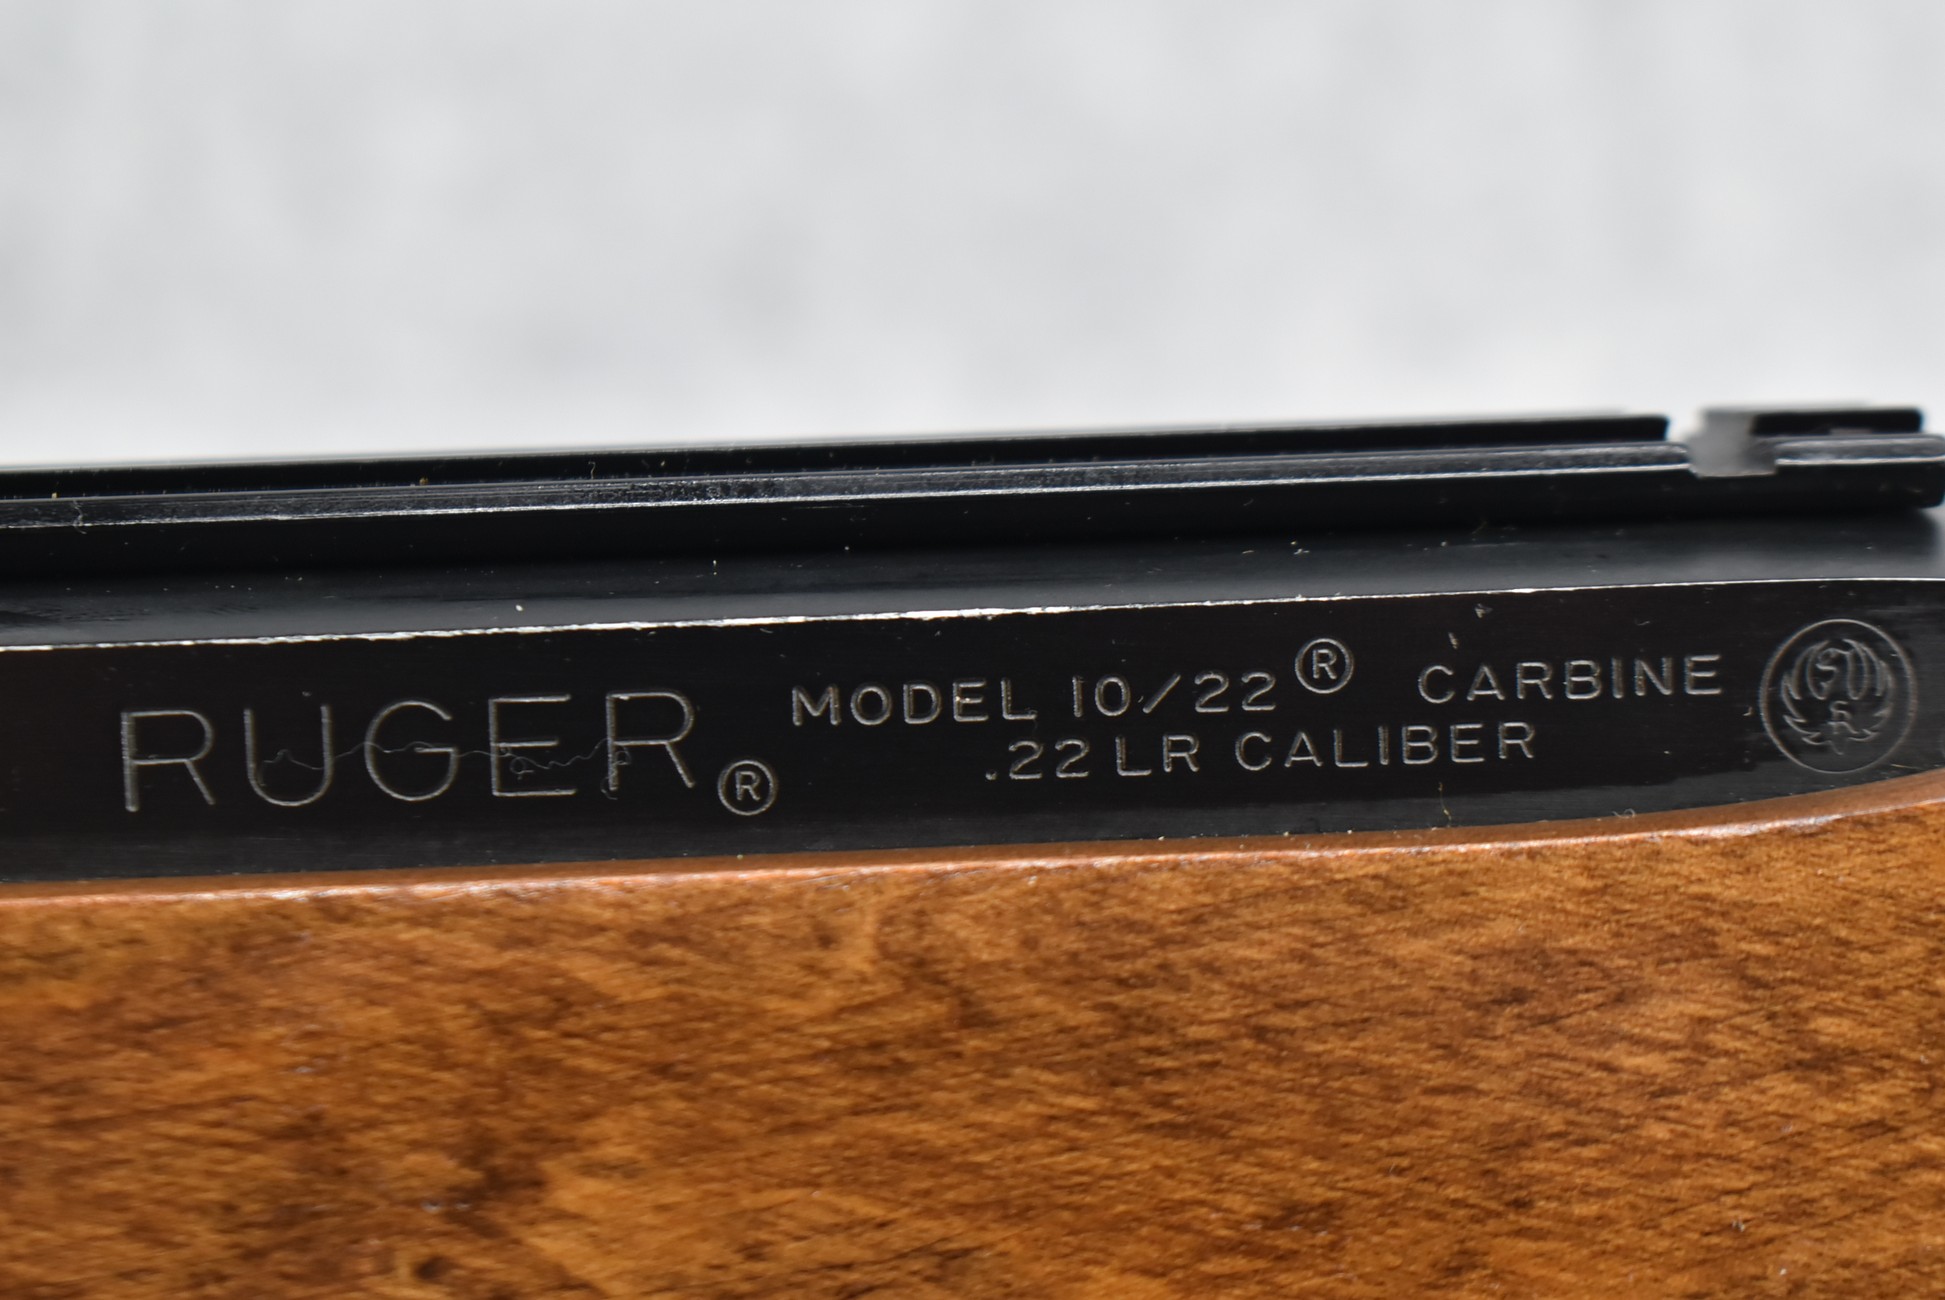 RUGER® MODEL 10/22® CARBINE
.22 LR CALIBER